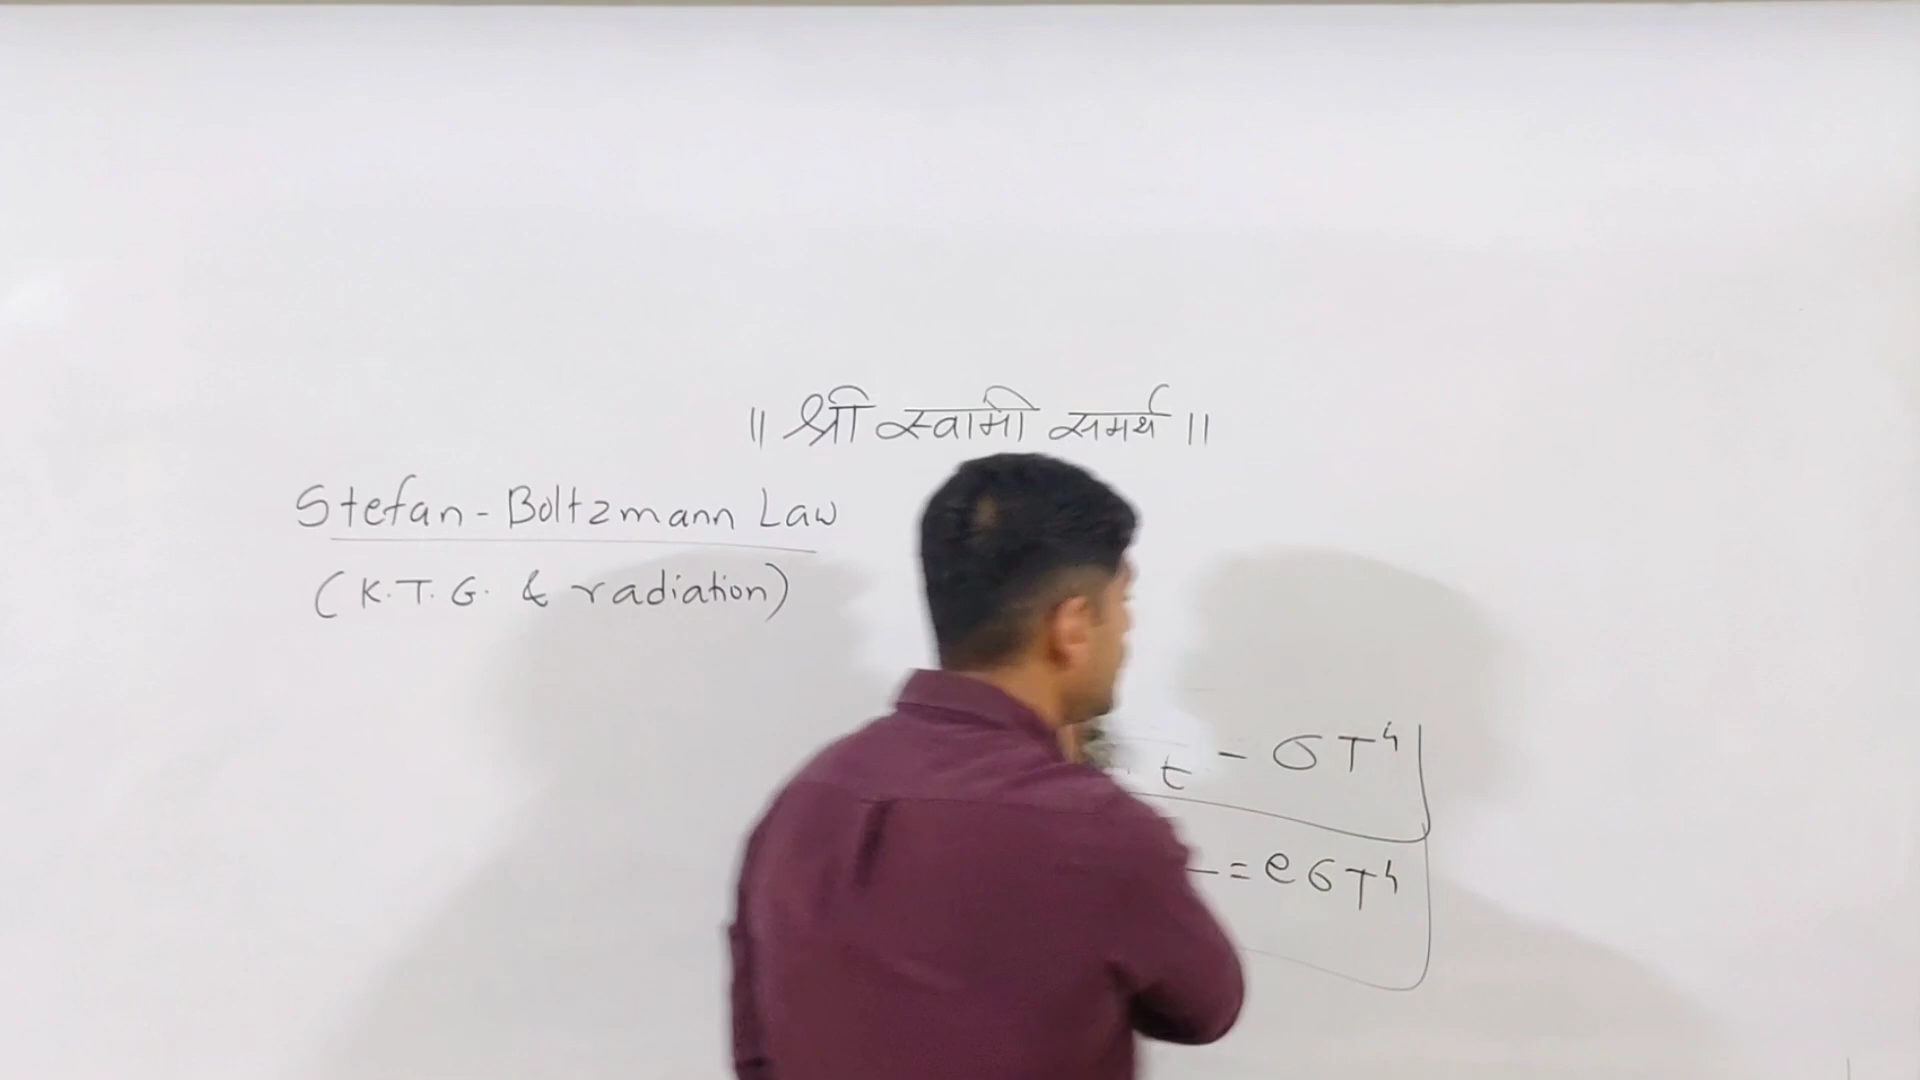 ॥ श्री स्वामी समर्थ ॥
Stefan-Boltzmann Law
(K.T.G. & radiation)
t - σT⁴
= eσT⁴